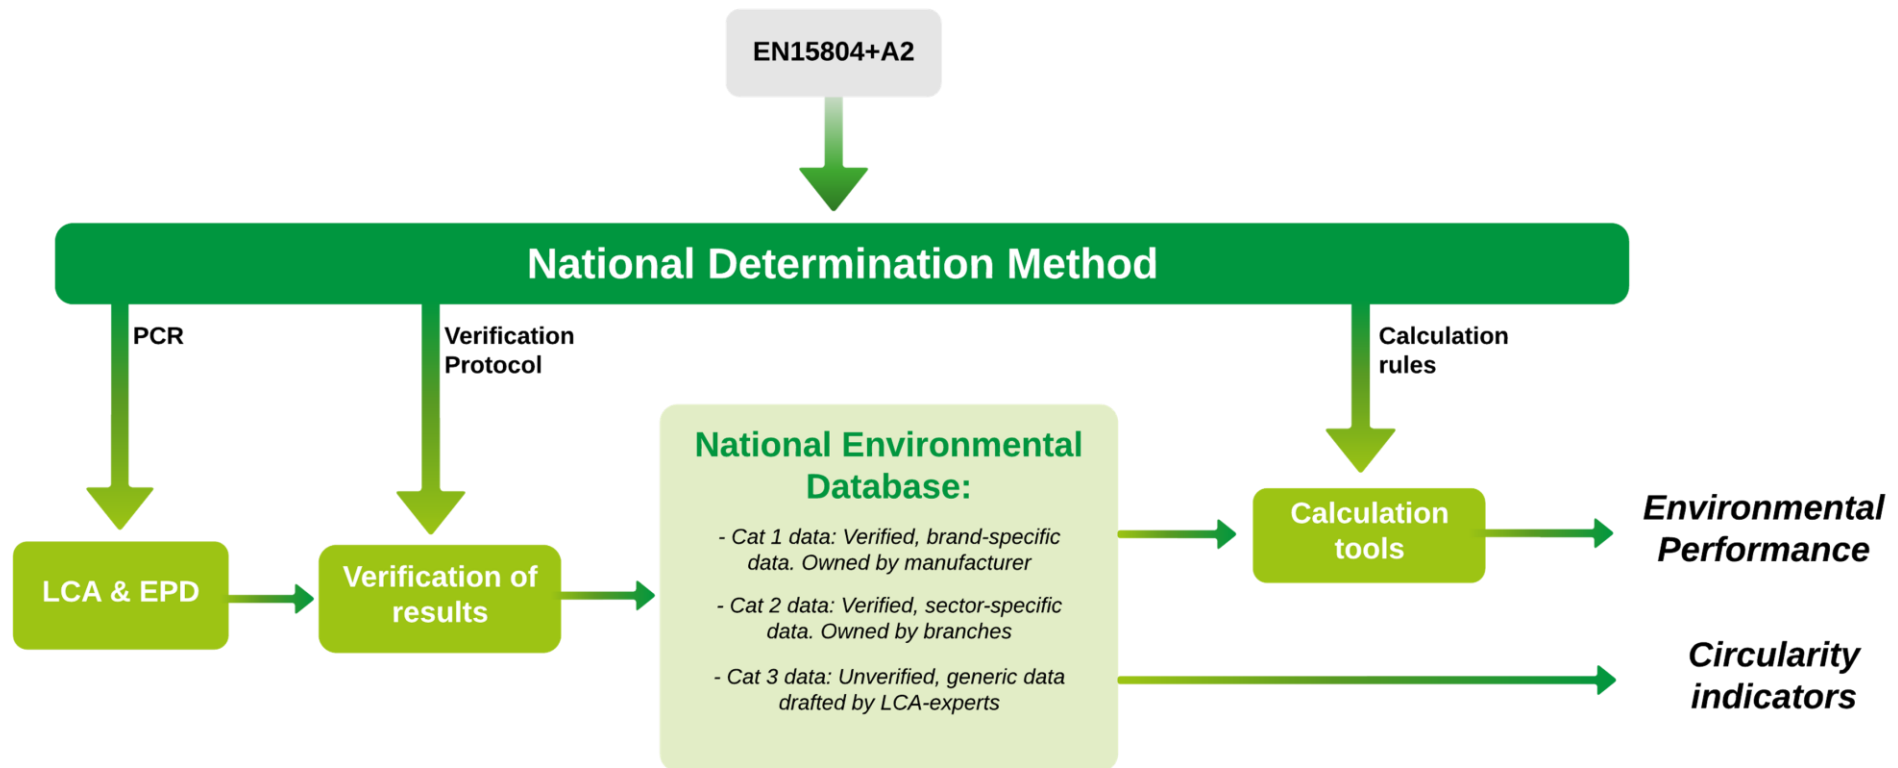 EN15804+A2
National Determination Method
PCR
Verification
Protocol
Calculation
rules
LCA & EPD
Verification of
results
National Environmental
Database:
- Cat 1 data: Verified, brand-specific
data. Owned by manufacturer
- Cat 2 data: Verified, sector-specific
data. Owned by branches
- Cat 3 data: Unverified, generic data
drafted by LCA-experts
Calculation
tools
Environmental
Performance
Circularity
indicators